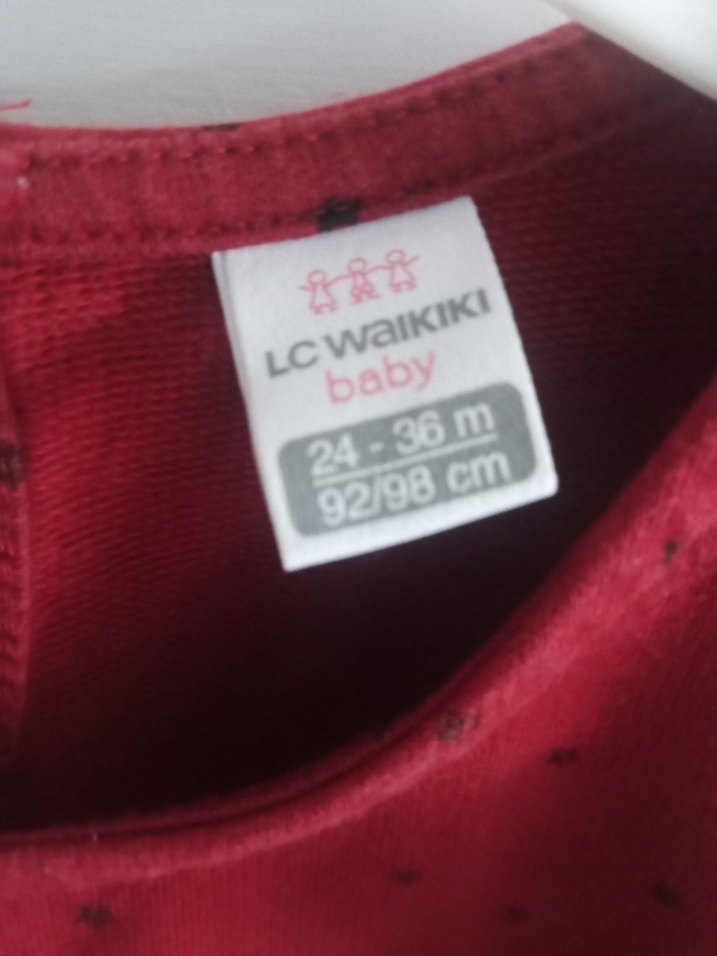 LC WAIKIKI
baby
24 - 36 m
92/98 cm